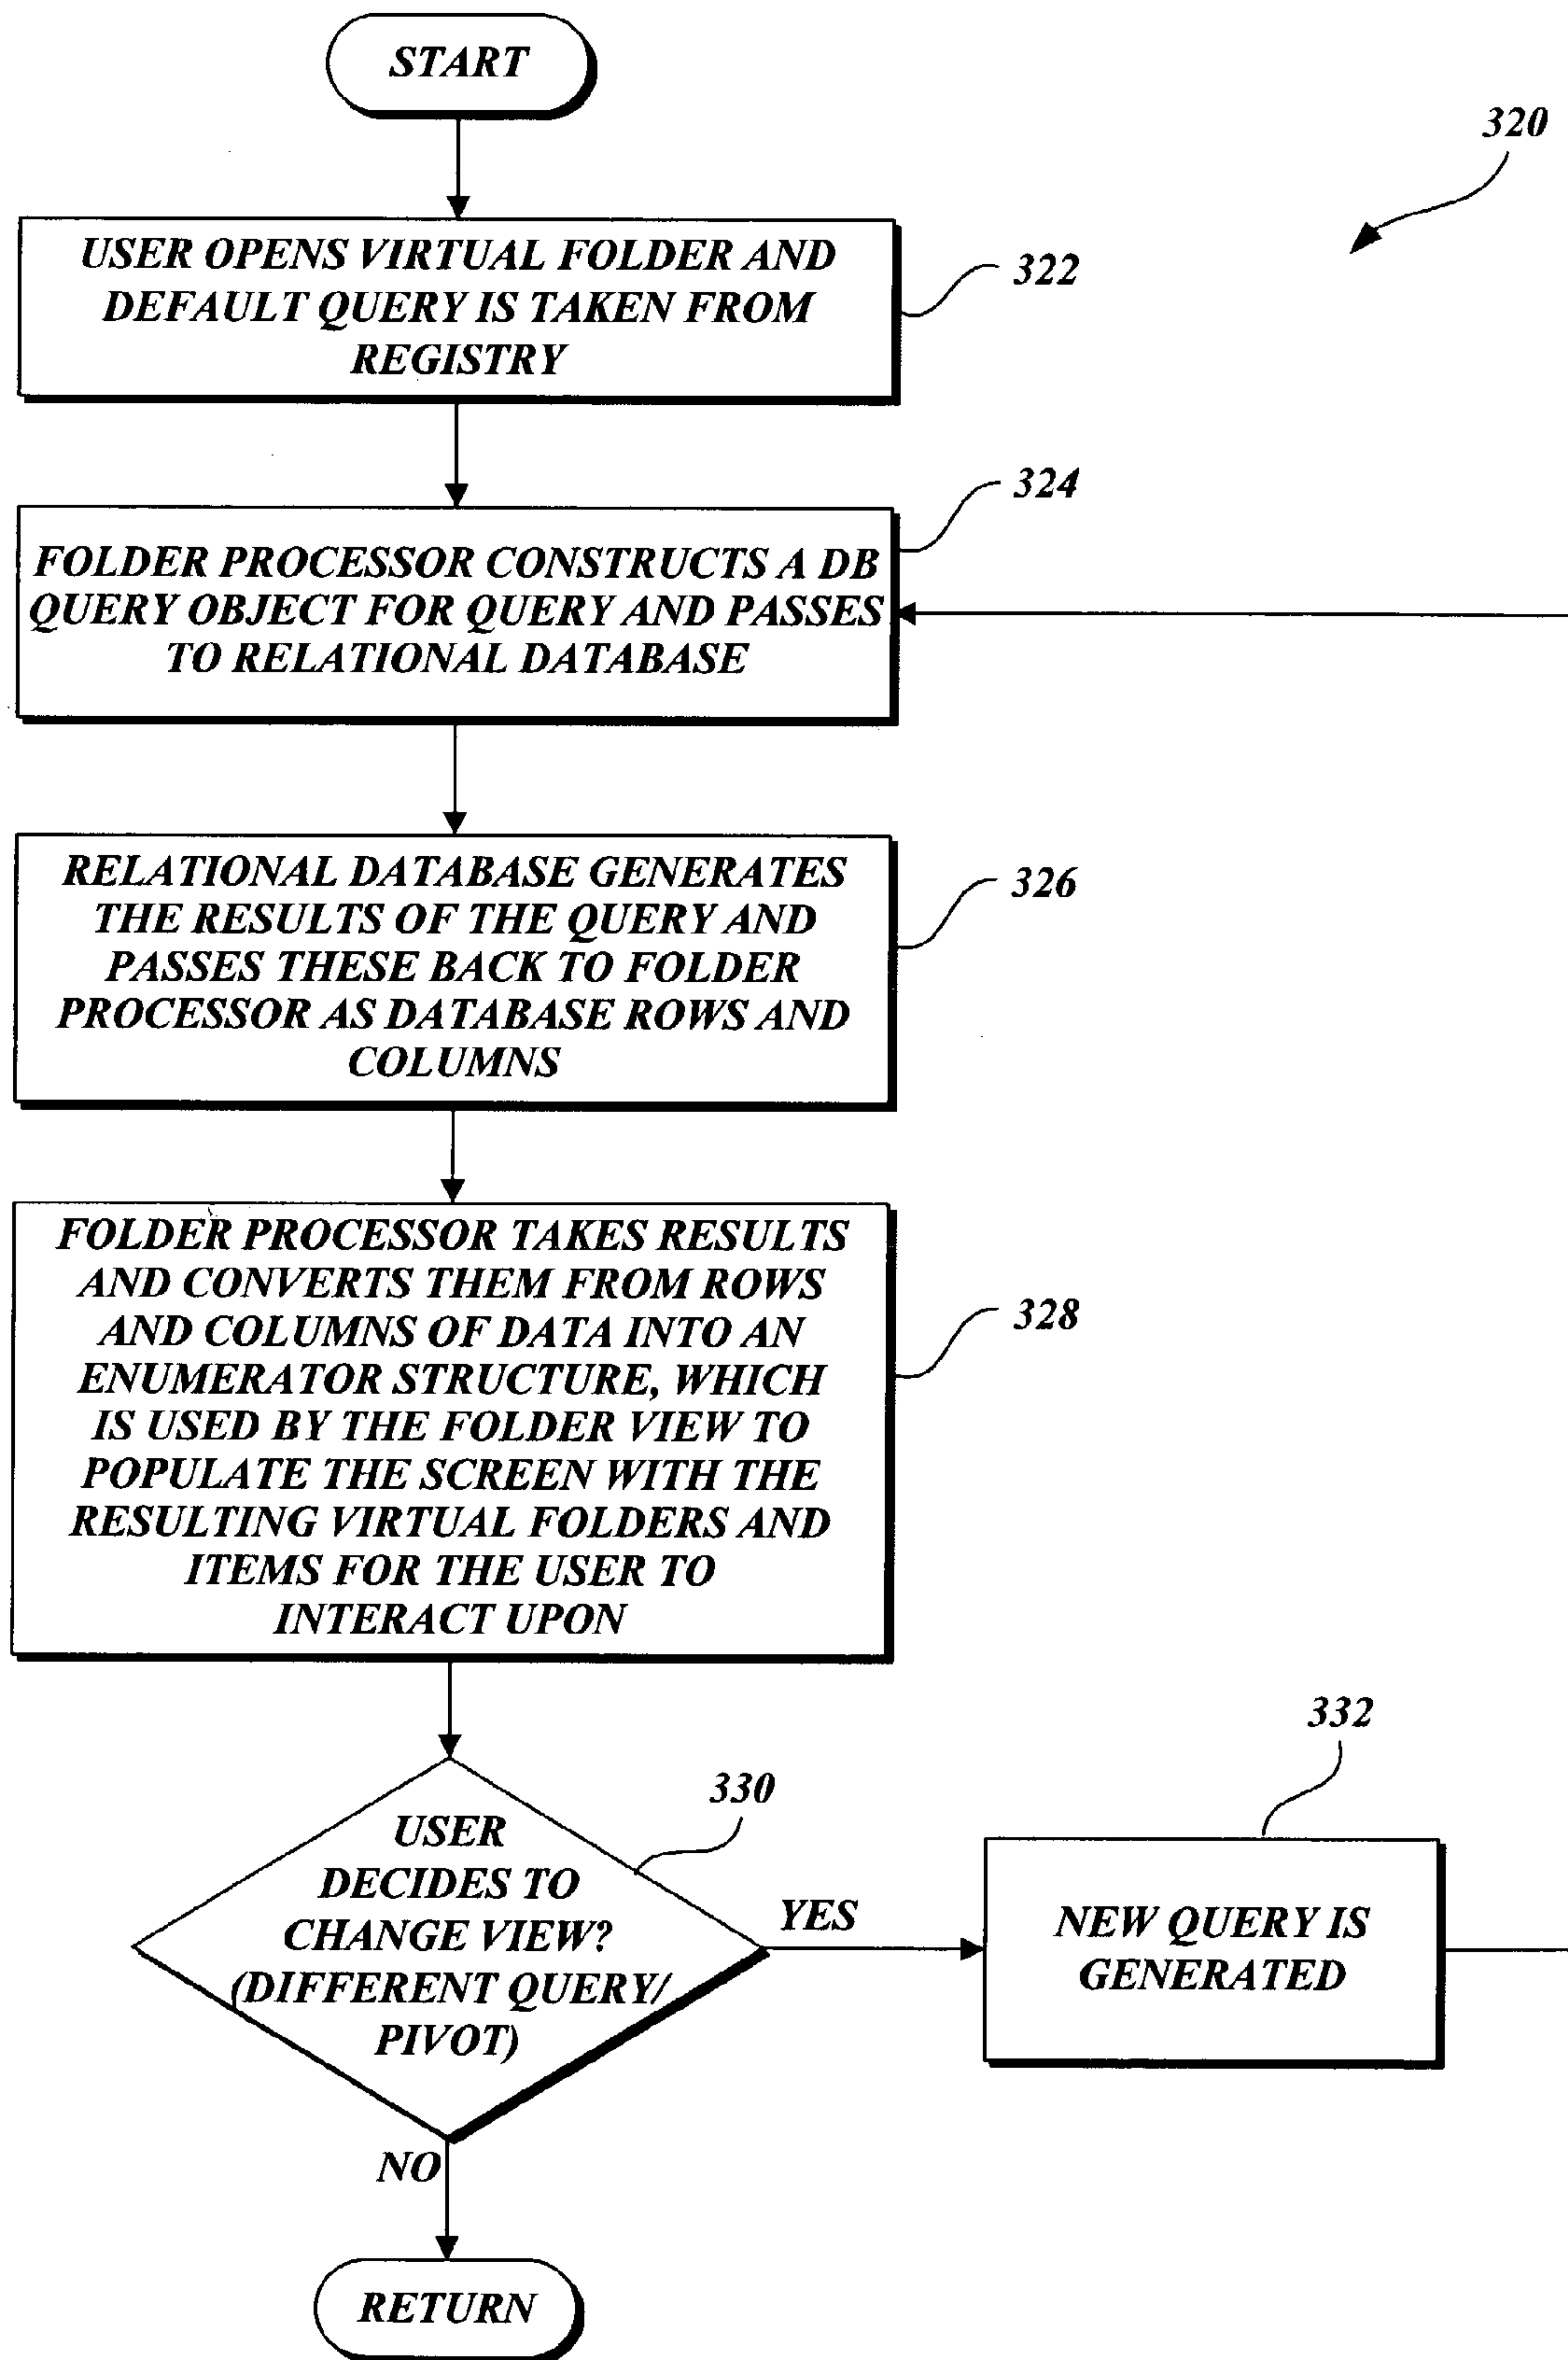 START
320
USER OPENS VIRTUAL FOLDER AND
DEFAULT QUERY IS TAKEN FROM
REGISTRY
322
324
FOLDER PROCESSOR CONSTRUCTS A DB
QUERY OBJECT FOR QUERY AND PASSES
TO RELATIONAL DATABASE
RELATIONAL DATABASE GENERATES
THE RESULTS OF THE QUERY AND
PASSES THESE BACK TO FOLDER
PROCESSOR AS DATABASE ROWS AND
COLUMNS
326
FOLDER PROCESSOR TAKES RESULTS
AND CONVERTS THEM FROM ROWS
AND COLUMNS OF DATA INTO AN
ENUMERATOR STRUCTURE, WHICH
IS USED BY THE FOLDER VIEW TO
POPULATE THE SCREEN WITH THE
RESULTING VIRTUAL FOLDERS AND
ITEMS FOR THE USER TO
INTERACT UPON
328
330
USER
DECIDES TO
CHANGE VIEW?
(DIFFERENT QUERY/
PIVOT)
YES
332
NEW QUERY IS
GENERATED
NO
RETURN